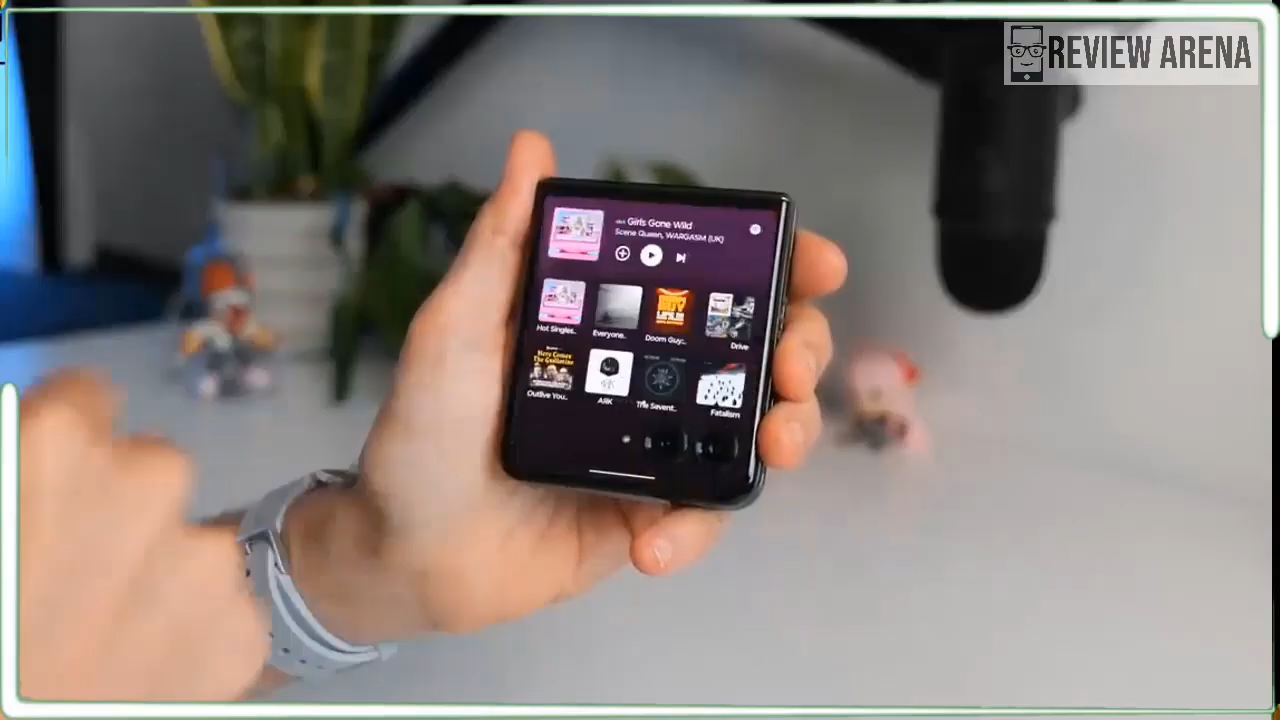 REVIEW ARENA
Girls Gone Wild
Scene Queen, WARGASM (UK)
Hot Singles..
Everyone..
Doom Guy:..
Drive
Outlive You..
ARK
The Sevent..
Fatalism